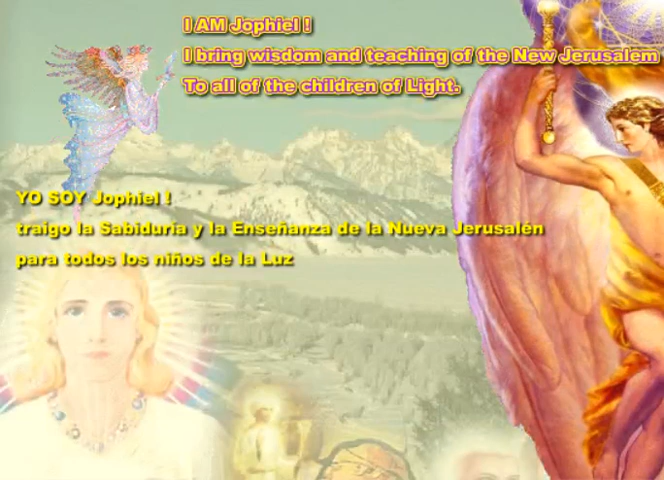 I AM Jophiel !
I bring wisdom and teaching of the New Jerusalem
To all of the children of Light.
YO SOY Jophiel !
traigo la Sabiduria y la Enseñanza de la Nueva Jerusalén
para todos los niños de la Luz